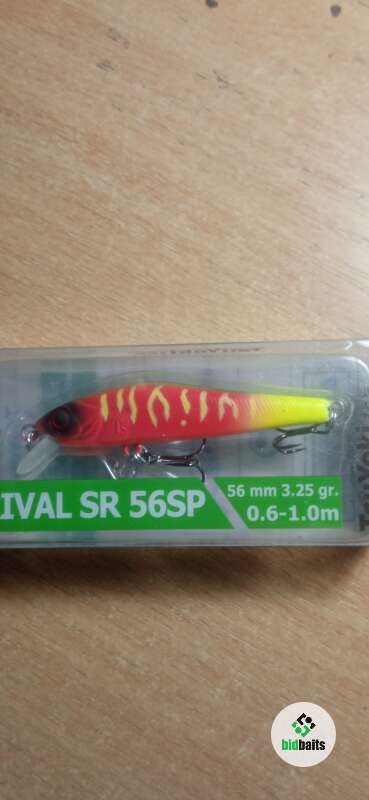 IVAL SR 56SP
56 mm 3.25 gr.
0.6-1.0m
bidbaits